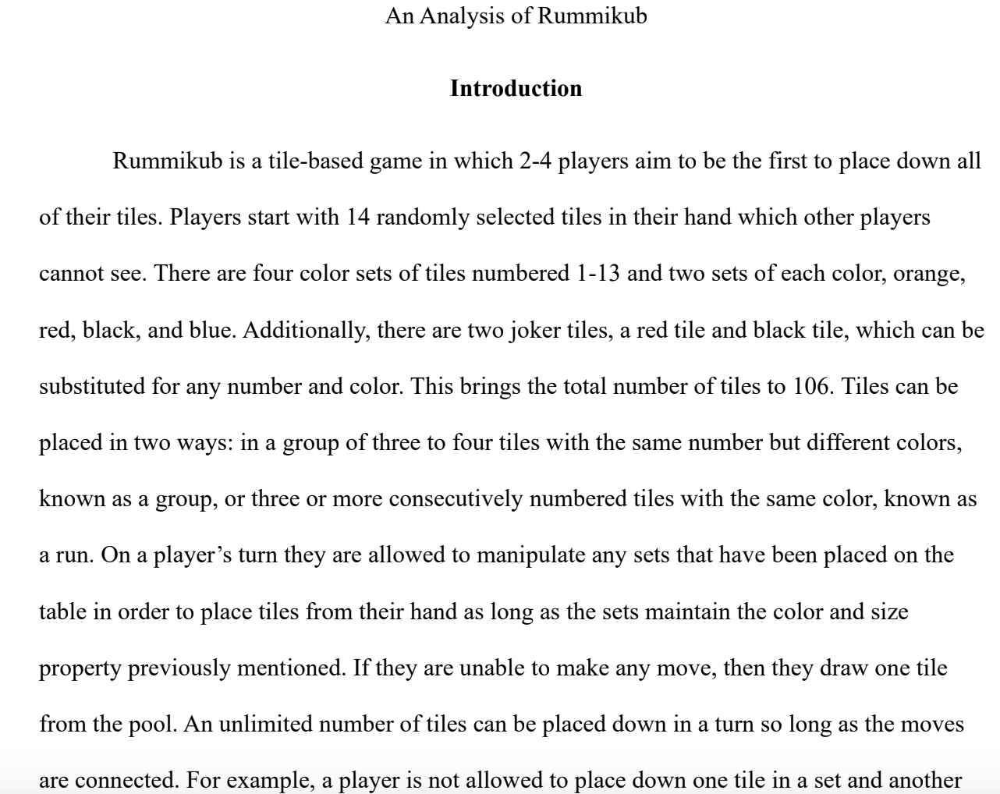 An Analysis of Rummikub
Introduction
Rummikub is a tile-based game in which 2-4 players aim to be the first to place down all
of their tiles. Players start with 14 randomly selected tiles in their hand which other players
cannot see. There are four color sets of tiles numbered 1-13 and two sets of each color, orange,
red, black, and blue. Additionally, there are two joker tiles, a red tile and black tile, which can be
substituted for any number and color. This brings the total number of tiles to 106. Tiles can be
placed in two ways: in a group of three to four tiles with the same number but different colors,
known as a group, or three or more consecutively numbered tiles with the same color, known as
a run. On a player’s turn they are allowed to manipulate any sets that have been placed on the
table in order to place tiles from their hand as long as the sets maintain the color and size
property previously mentioned. If they are unable to make any move, then they draw one tile
from the pool. An unlimited number of tiles can be placed down in a turn so long as the moves
are connected. For example, a player is not allowed to place down one tile in a set and another